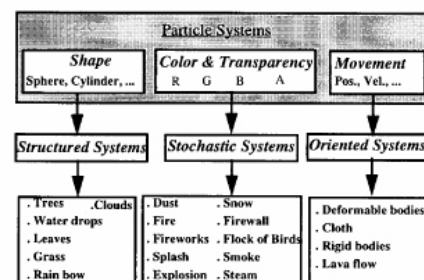 Particle Systems
Shape
Sphere, Cylinder, ...
Color & Transparency
R G B A
Movement
Pos., Vel., ...
Structured Systems
Stochastic Systems
Oriented Systems
. Trees .Clouds
. Water drops
. Leaves
. Grass
. Rain bow
. Dust . Snow
. Fire . Firewall
. Fireworks . Flock of Birds
. Splash . Smoke
. Explosion . Steam
. Deformable bodies
. Cloth
. Rigid bodies
. Lava flow